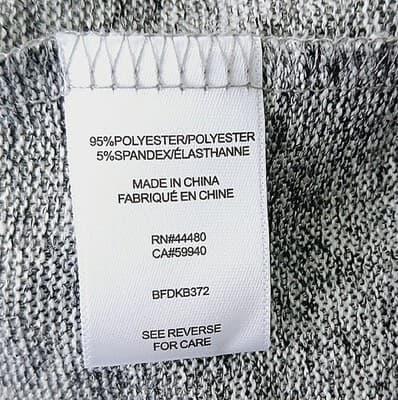 95%POLYESTER/POLYESTER
5%SPANDEX/ÉLASTHANNE
MADE IN CHINA
FABRIQUÉ EN CHINE
RN#44480
CA#59940
BFDKB372
SEE REVERSE
FOR CARE